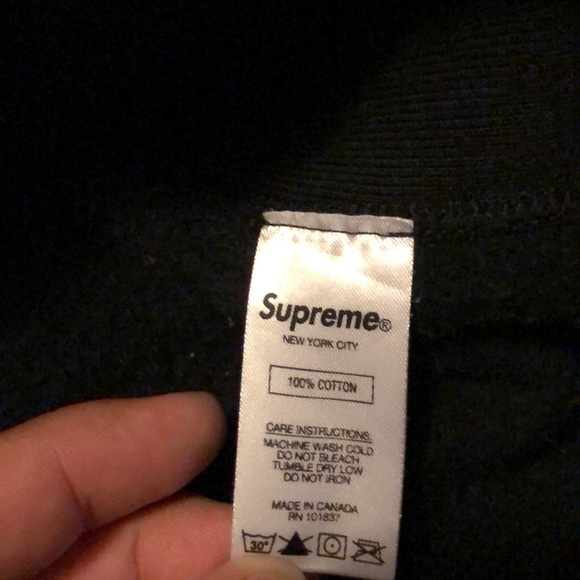 Supreme®
NEW YORK CITY
100% COTTON
CARE INSTRUCTIONS:
MACHINE WASH COLD
DO NOT BLEACH
TUMBLE DRY LOW
DO NOT IRON
MADE IN CANADA
RN 101837
30°